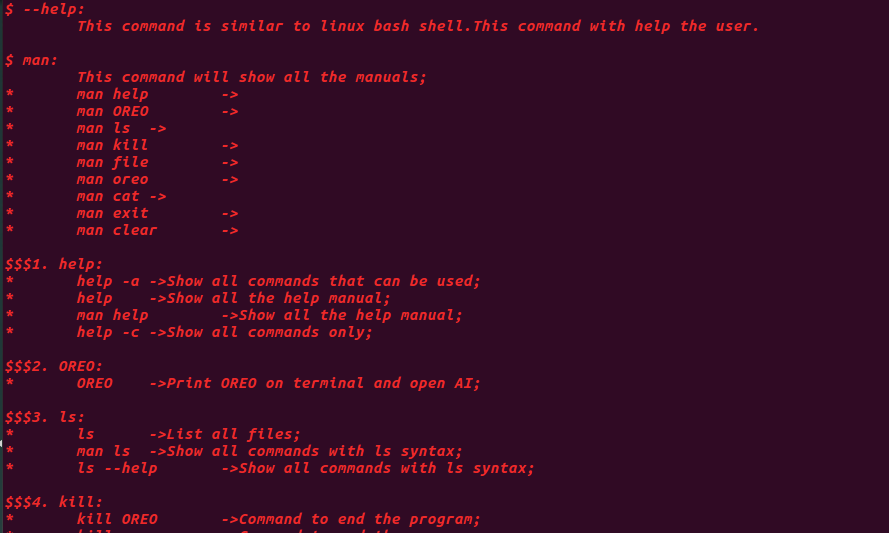 $ --help:
This command is similar to linux bash shell.This command with help the user.
$ man:
This command will show all the manuals;
* man help ->
* man OREO ->
* man ls ->
* man kill ->
* man file ->
* man oreo ->
* man cat ->
* man exit ->
* man clear ->
$$$1. help:
* help -a ->Show all commands that can be used;
* help ->Show all the help manual;
* man help ->Show all the help manual;
* help -c ->Show all commands only;
$$$2. OREO:
* OREO ->Print OREO on terminal and open AI;
$$$3. ls:
* ls ->List all files;
* man ls ->Show all commands with ls syntax;
* ls --help ->Show all commands with ls syntax;
$$$4. kill:
* kill OREO ->Command to end the program;